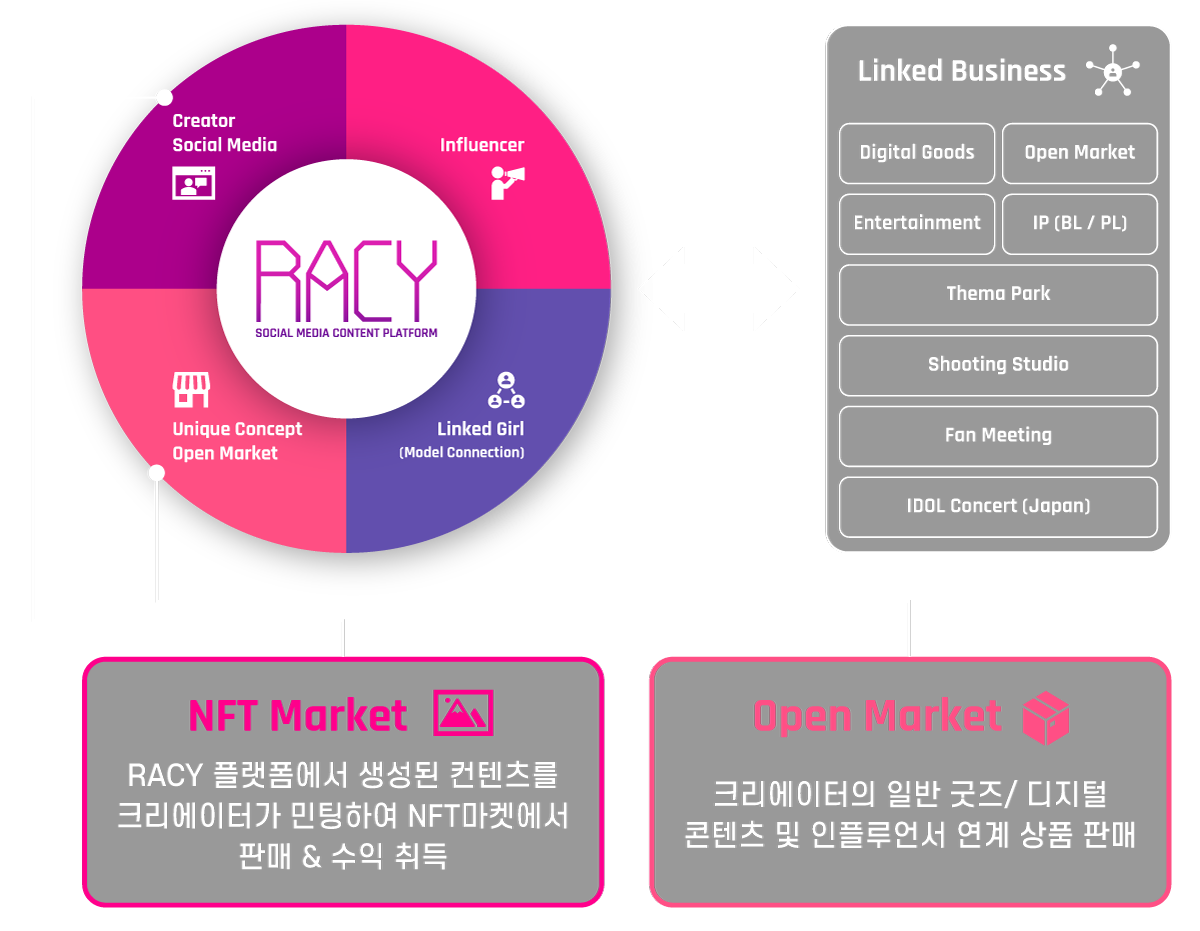 Creator
Social Media
Influencer
RACY
SOCIAL MEDIA CONTENT PLATFORM
Unique Concept
Open Market
Linked Girl
(Model Connection)
Linked Business
Digital Goods
Open Market
Entertainment
IP (BL / PL)
Thema Park
Shooting Studio
Fan Meeting
IDOL Concert (Japan)
NFT Market
RACY 플랫폼에서 생성된 컨텐츠를
크리에이터가 민팅하여 NFT마켓에서
판매 & 수익 취득
Open Market
크리에이터의 일반 굿즈/ 디지털
콘텐츠 및 인플루언서 연계 상품 판매